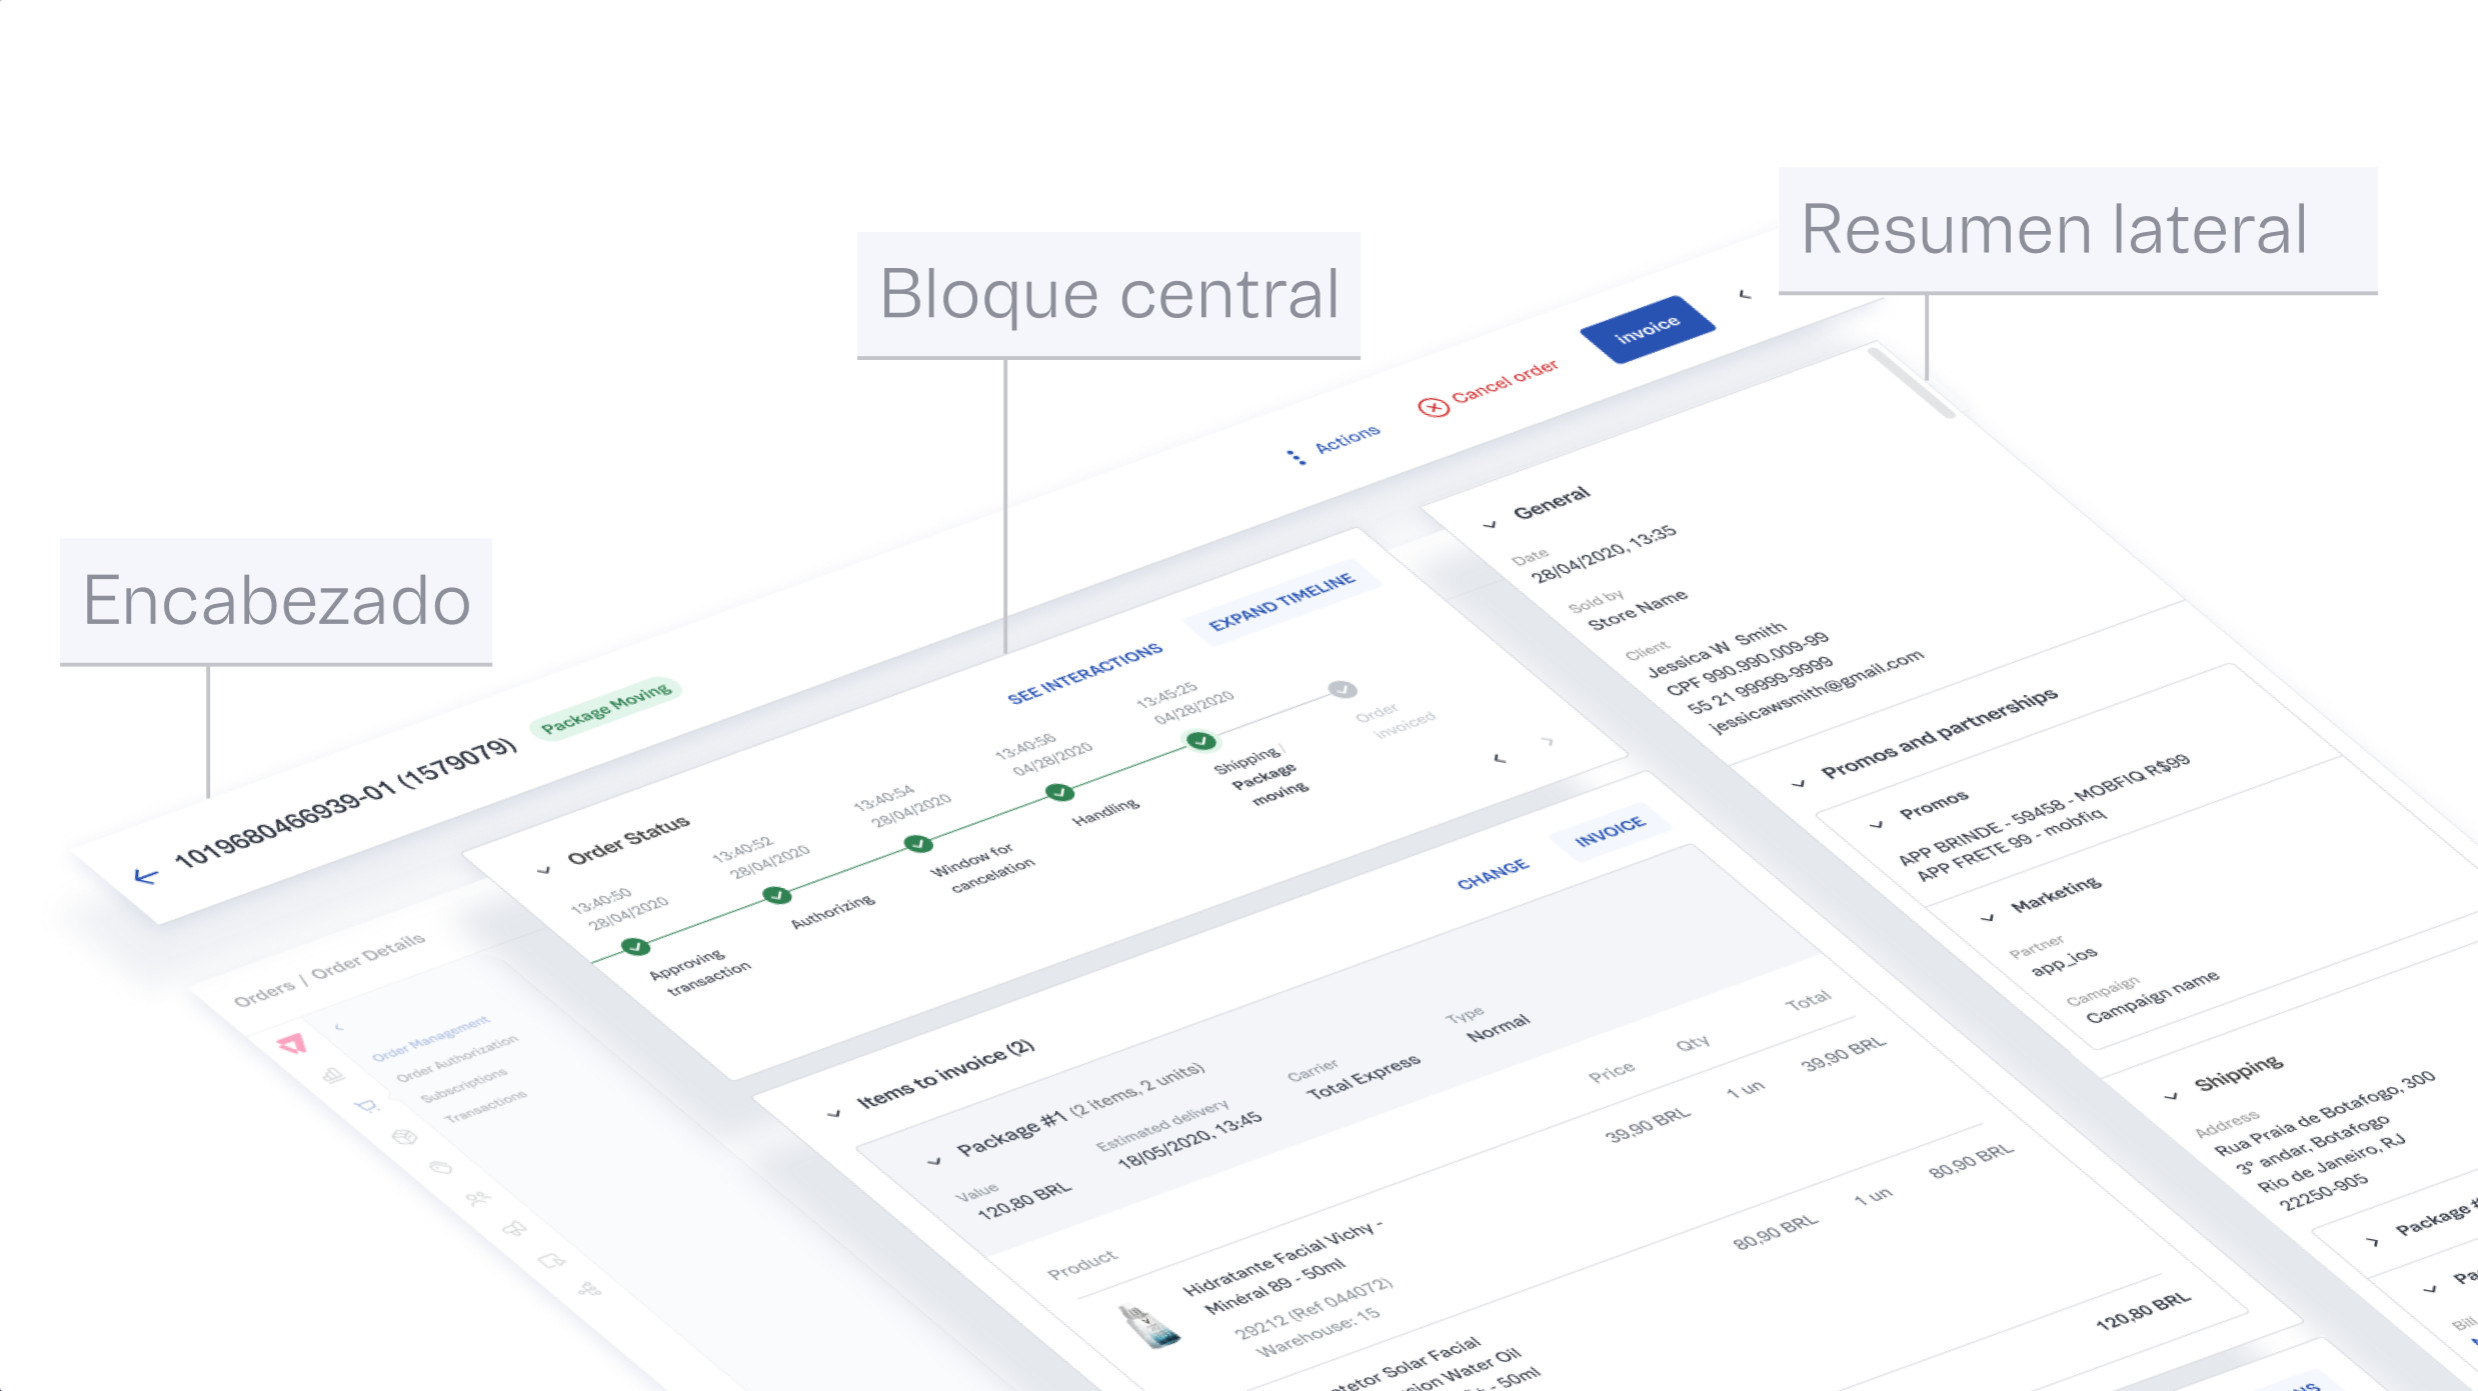 Resumen lateral
Bloque central
Encabezado
← 1019680466939-01 (1579079)
Package Moving
Actions
Cancel order
invoice
Orders / Order Details
Order Management
Order Authorization
Subscriptions
Transactions
Order Status
SEE INTERACTIONS
EXPAND TIMELINE
13:40:50
28/04/2020
Approving
transaction
13:40:52
28/04/2020
Authorizing
13:40:54
28/04/2020
Window for
cancelation
13:40:56
04/28/2020
Handling
13:45:25
04/28/2020
Shipping /
Package
moving
Order
invoiced
Items to invoice (2)
CHANGE
INVOICE
Package #1 (2 items, 2 units)
Value
120,80 BRL
Estimated delivery
18/05/2020, 13:45
Carrier
Total Express
Type
Normal
Product
Price
Qty
Total
Hidratante Facial Vichy -
Minéral 89 - 50ml
29212 (Ref 044072)
Warehouse: 15
39,90 BRL
1 un
39,90 BRL
Solar Facial
Water Oil
- 50ml
80,90 BRL
1 un
80,90 BRL
120,80 BRL
General
Date
28/04/2020, 13:35
Sold by
Store Name
Client
Jessica W Smith
CPF 990.990.009-99
55 21 99999-9999
jessicawsmith@gmail.com
Promos and partnerships
Promos
APP BRINDE - 59458 - MOBFIQ R$99
APP FRETE 99 - mobfiq
Marketing
Partner
app_ios
Campaign
Campaign name
Shipping
Address
Rua Praia de Botafogo, 300
3º andar, Botafogo
Rio de Janeiro, RJ
22250-905
Package #